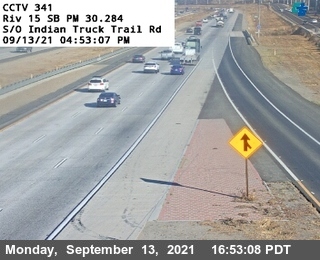 CCTV 341
Riv 15 SB PM 30.284
S/O Indian Truck Trail Rd
09/13/21 04:53:07 PM
Monday, September 13, 2021 16:53:08 PDT